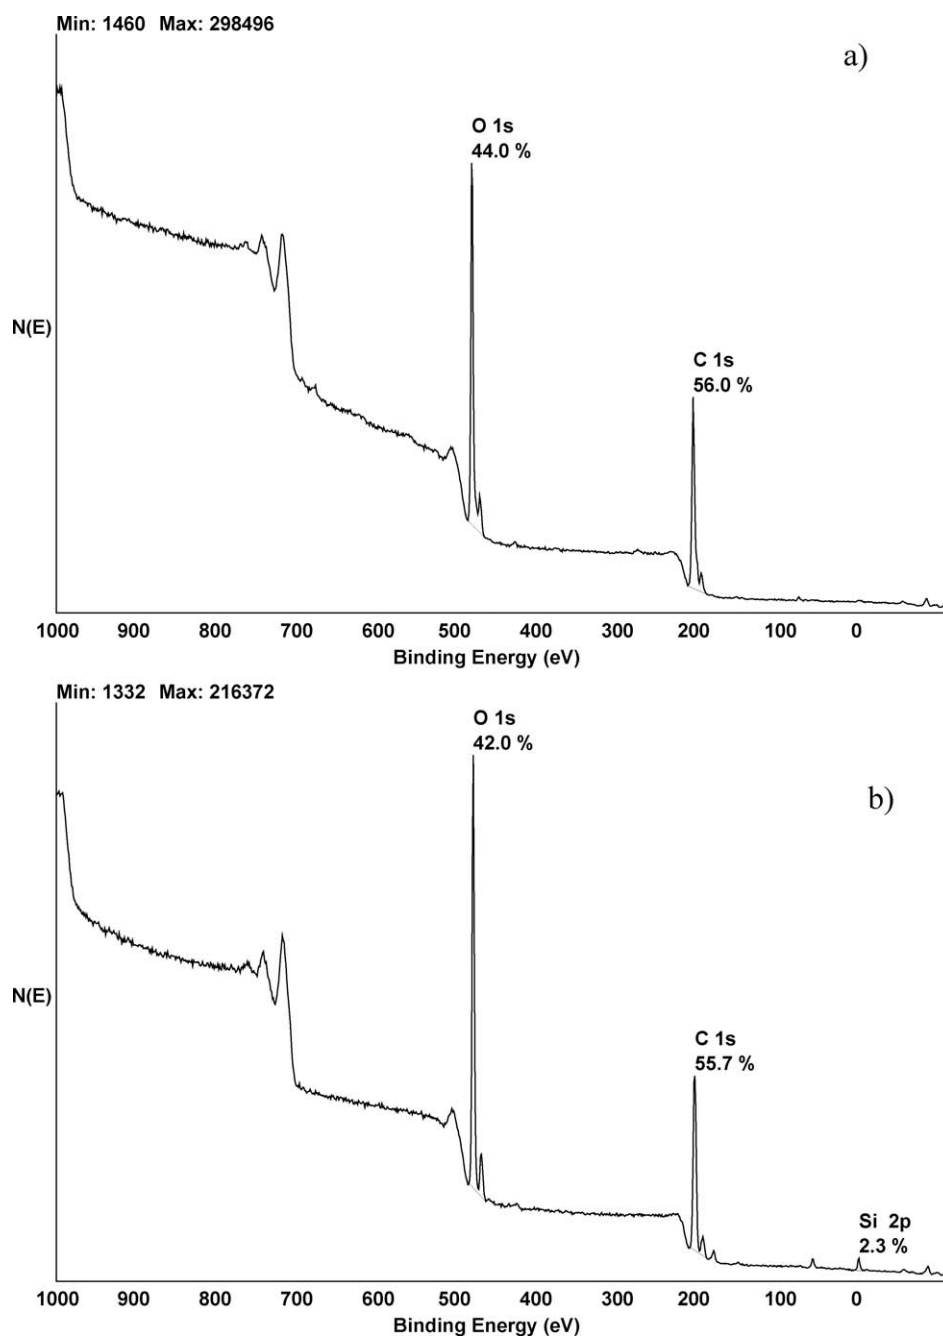 Min: 1460 Max: 298496
a)
O 1s
44.0 %
C 1s
56.0 %
N(E)
1000 900 800 700 600 500 400 300 200 100 0
Binding Energy (eV)
Min: 1332 Max: 216372
b)
O 1s
42.0 %
C 1s
55.7 %
Si 2p
2.3 %
N(E)
1000 900 800 700 600 500 400 300 200 100 0
Binding Energy (eV)